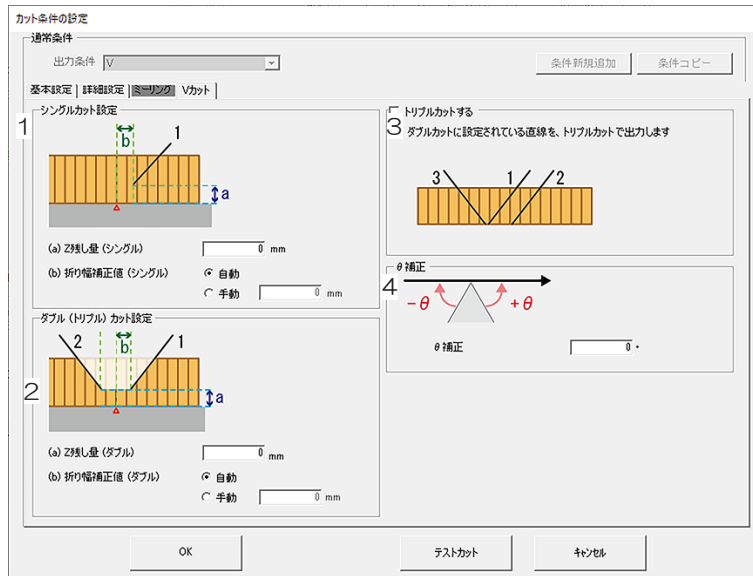 カット条件の設定
通常条件
出力条件 V
条件新規追加 条件コピー
基本設定 詳細設定 ミーリング Vカット
1
シングルカット設定
b 1
a
(a) Z残し量 (シングル) 0 mm
(b) 折り幅補正値 (シングル) 自動
手動 0 mm
2
ダブル (トリプル) カット設定
2 b 1
a
(a) Z残し量 (ダブル) 0 mm
(b) 折り幅補正値 (ダブル) 自動
手動 0 mm
3
トリプルカットする
ダブルカットに設定されている直線を、トリプルカットで出力します
3 1 2
4
θ 補正
-θ +θ
θ 補正 0 °
OK テストカット キャンセル